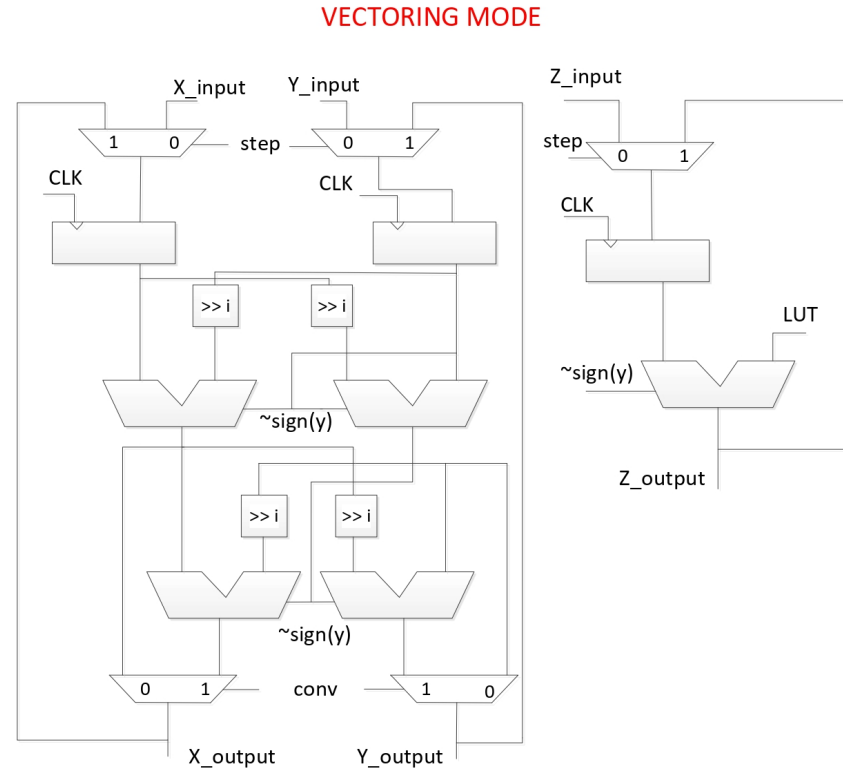 VECTORING MODE
X_input
Y_input
Z_input
1 0
step
0 1
step
0 1
CLK
CLK
CLK
>> i
>> i
LUT
~sign(y)
~sign(y)
Z_output
>> i
>> i
~sign(y)
0 1
conv
1 0
X_output
Y_output